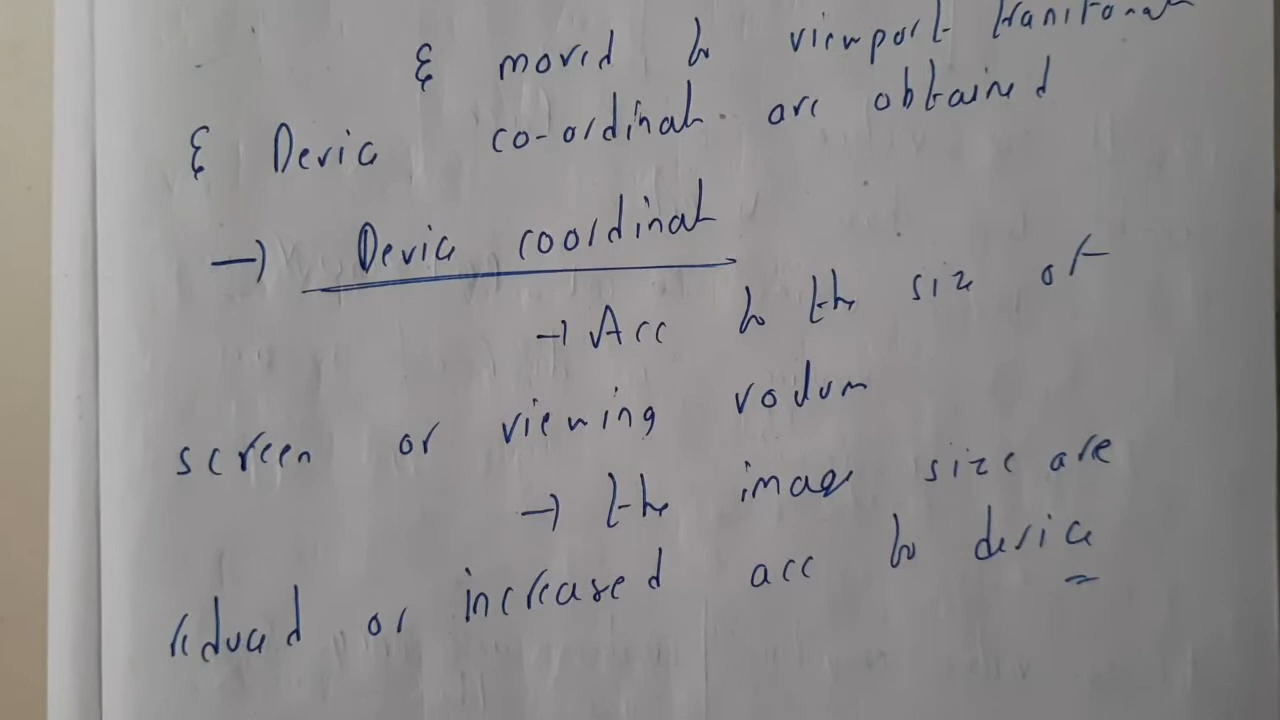 & moved to viewport
& Device co-ordinate are obtained
→ Device coordinate
→ Acc to the size of
screen or viewing volum
→ the image size are
reduced or increased acc to device